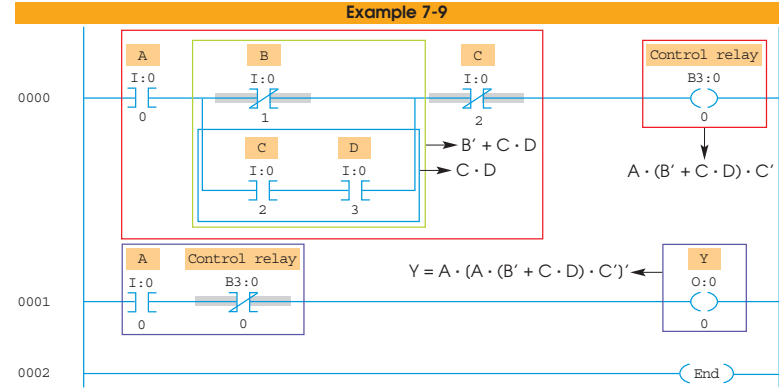 Example 7-9
A B C Control relay
I:0 I:0 I:0 B3:0
0000
0 1 2 0
C D B′ + C · D
I:0 I:0 C · D A · (B′ + C · D) · C′
2 3
A Control relay Y
I:0 B3:0 Y = A · (A · (B′ + C · D) · C′)′ O:0
0001
0 0 0
0002 End